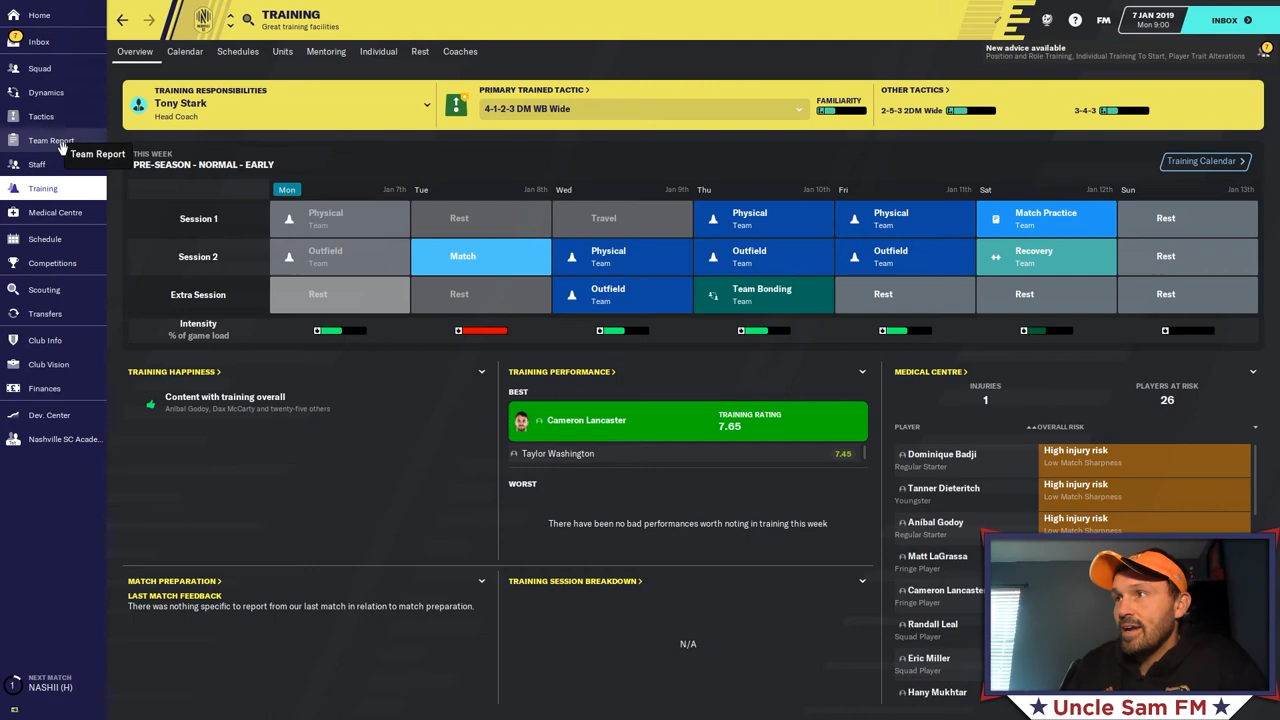 Home
7
Inbox
Squad
Dynamics
Tactics
Team Report
Team Report
Staff
Training
Medical Centre
Schedule
Competitions
Scouting
Transfers
Club Info
Club Vision
Finances
Dev. Center
Nashville SC Acade...
1
NEXT MATCH
NASHII (H)
N
TRAINING
Great training facilities
?
FM
7 JAN 2019
Mon 9:00
INBOX
Overview
Calendar
Schedules
Units
Mentoring
Individual
Rest
Coaches
New advice available
Position and Role Training, Individual Training To Start, Player Trait Alterations
7
TRAINING RESPONSIBILITIES
Tony Stark
Head Coach
PRIMARY TRAINED TACTIC >
4-1-2-3 DM WB Wide
FAMILIARITY
OTHER TACTICS >
2-5-3 2DM Wide
3-4-3
THIS WEEK
PRE-SEASON - NORMAL - EARLY
Training Calendar >
Mon Jan 7th
Tue Jan 8th
Wed Jan 9th
Thu Jan 10th
Fri Jan 11th
Sat Jan 12th
Sun Jan 13th
Session 1
Physical
Team
Rest
Travel
Physical
Team
Physical
Team
Match Practice
Team
Rest
Session 2
Outfield
Team
Match
Physical
Team
Outfield
Team
Outfield
Team
Recovery
Team
Rest
Extra Session
Rest
Rest
Outfield
Team
Team Bonding
Team
Rest
Rest
Rest
Intensity
% of game load
TRAINING HAPPINESS >
Content with training overall
Aníbal Godoy, Dax McCarty and twenty-five others
TRAINING PERFORMANCE >
BEST
Cameron Lancaster
TRAINING RATING
7.65
Taylor Washington
7.45
WORST
There have been no bad performances worth noting in training this week
MEDICAL CENTRE >
INJURIES
1
PLAYERS AT RISK
26
PLAYER
OVERALL RISK
Dominique Badji
Regular Starter
High injury risk
Low Match Sharpness
Tanner Dieteritch
Youngster
High injury risk
Low Match Sharpness
Aníbal Godoy
Regular Starter
High injury risk
Low Match Sharpness
Matt LaGrassa
Fringe Player
Cameron Lancaste
Fringe Player
Randall Leal
Squad Player
Eric Miller
Squad Player
Hany Mukhtar
MATCH PREPARATION >
LAST MATCH FEEDBACK
There was nothing specific to report from our last match in relation to match preparation.
TRAINING SESSION BREAKDOWN >
N/A
★ Uncle Sam FM ★